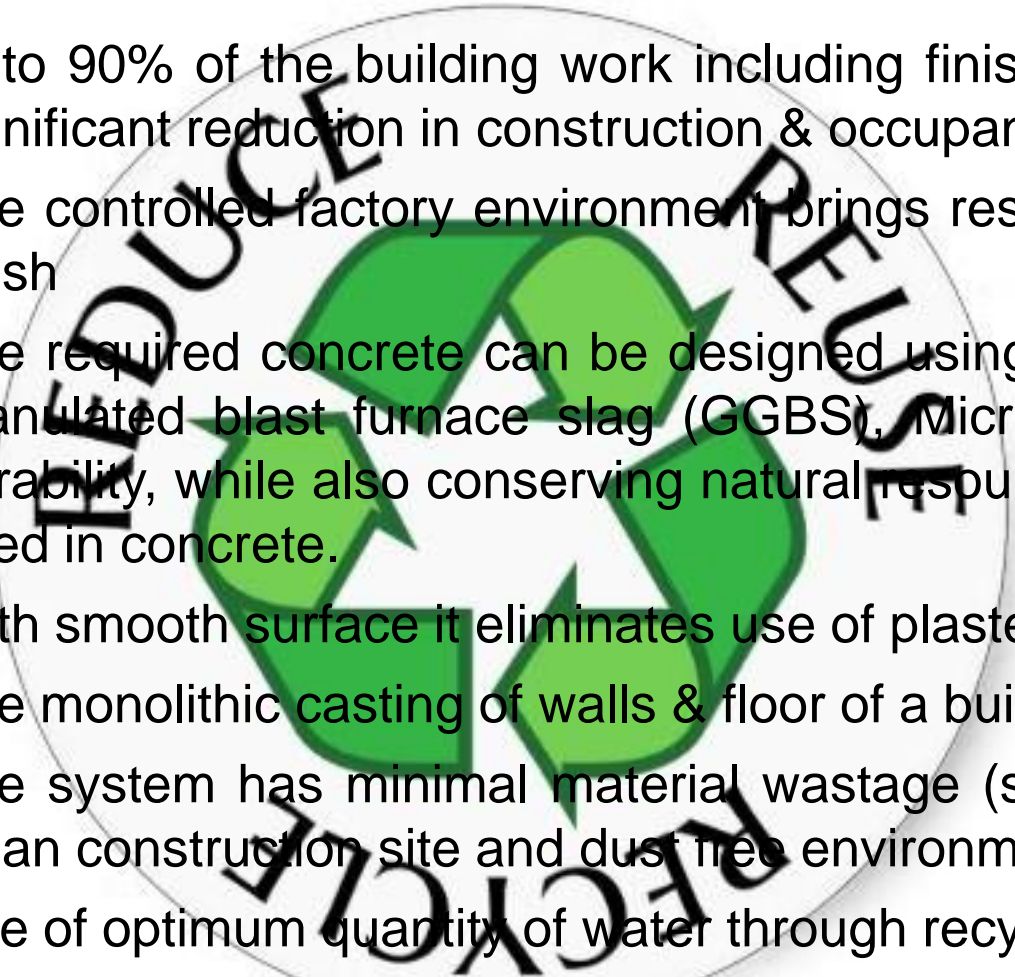 to 90% of the building work including finis
nificant reduction in construction & occupan
e controlled factory environment brings res
sh
e required concrete can be designed using
anulated blast furnace slag (GGBS), Micr
rability, while also conserving natural resou
ed in concrete.
th smooth surface it eliminates use of plaste
e monolithic casting of walls & floor of a bui
e system has minimal material wastage (s
an construction site and dust free environm
e of optimum quantity of water through recy
REDUCE
REUSE
RECYCLE